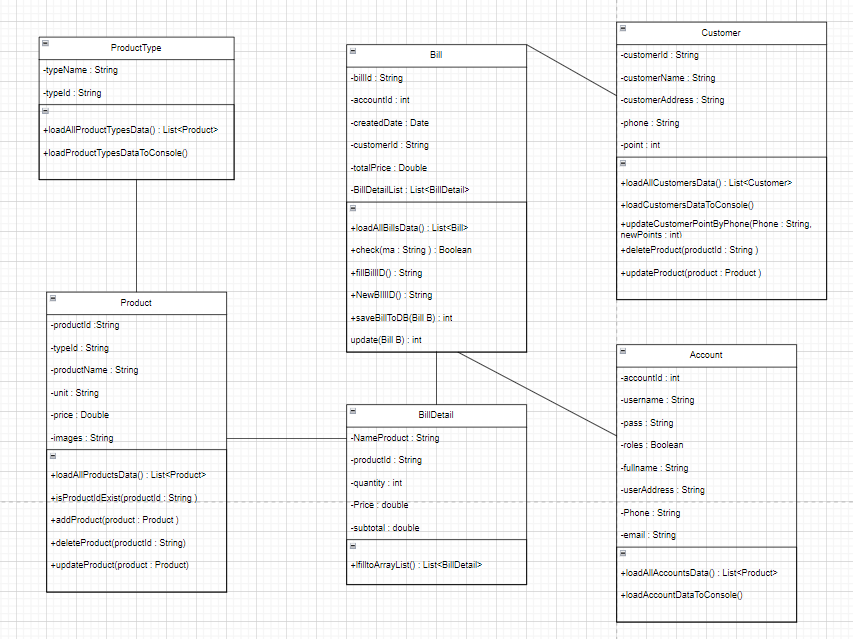 ProductType
-typeName : String
-typeId : String
+loadAllProductTypesData() : List<Product>
+loadProductTypesDataToConsole()
Bill
-billId : String
-accountId : int
-createdDate : Date
-customerId : String
-totalPrice : Double
-BillDetailList : List<BillDetail>
+loadAllBillsData() : List<Bill>
+check(ma : String ) : Boolean
+fillBillID() : String
+NewBIllID() : String
+saveBillToDB(Bill B) : int
update(Bill B) : int
Customer
-customerId : String
-customerName : String
-customerAddress : String
-phone : String
-point : int
+loadAllCustomersData() : List<Customer>
+loadCustomersDataToConsole()
+updateCustomerPointByPhone(Phone : String,
newPoints : int)
+deleteProduct(productId : String )
+updateProduct(product : Product )
Product
-productId :String
-typeId : String
-productName : String
-unit : String
-price : Double
-images : String
+loadAllProductsData() : List<Product>
+isProductIdExist(productId : String )
+addProduct(product : Product )
+deleteProduct(productId : String)
+updateProduct(product : Product)
BillDetail
-NameProduct : String
-productId : String
-quantity : int
-Price : double
-subtotal : double
+lfilltoArrayList() : List<BillDetail>
Account
-accountId : int
-username : String
-pass : String
-roles : Boolean
-fullname : String
-userAddress : String
-Phone : String
-email : String
+loadAllAccountsData() : List<Product>
+loadAccountDataToConsole()